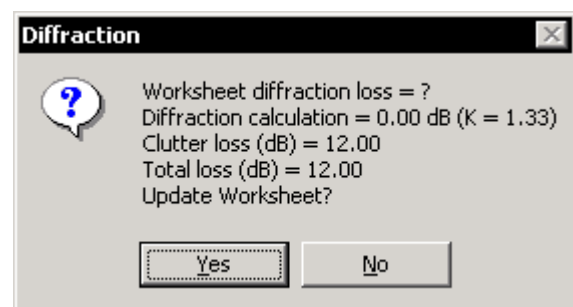 Diffraction
?
Worksheet diffraction loss = ?
Diffraction calculation = 0.00 dB (K = 1.33)
Clutter loss (dB) = 12.00
Total loss (dB) = 12.00
Update Worksheet?
Yes
No